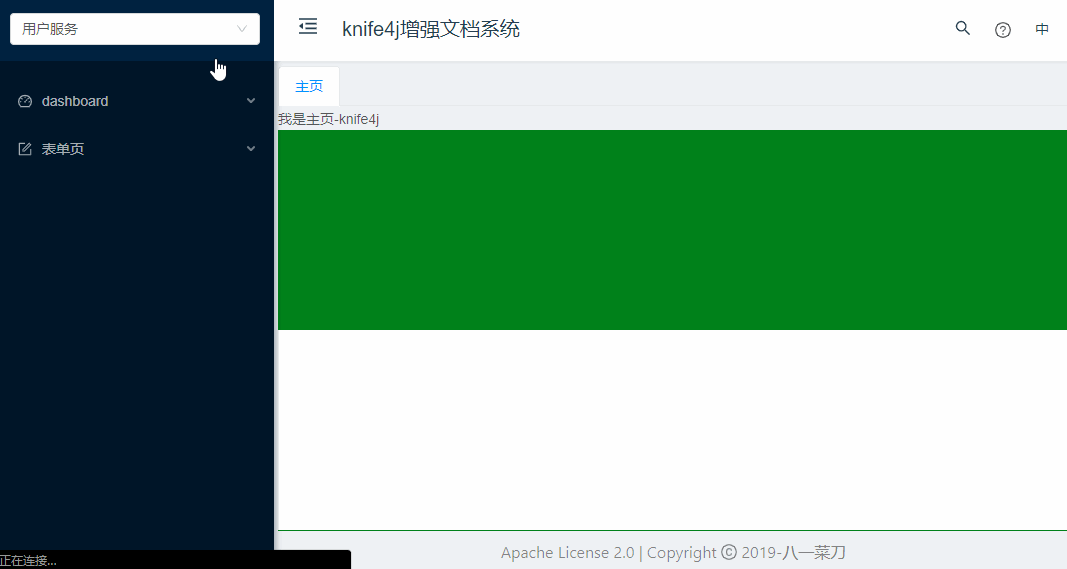 用户服务
knife4j增强文档系统
中
dashboard
表单页
主页
我是主页-knife4j
正在连接...
Apache License 2.0 | Copyright © 2019-八一菜刀